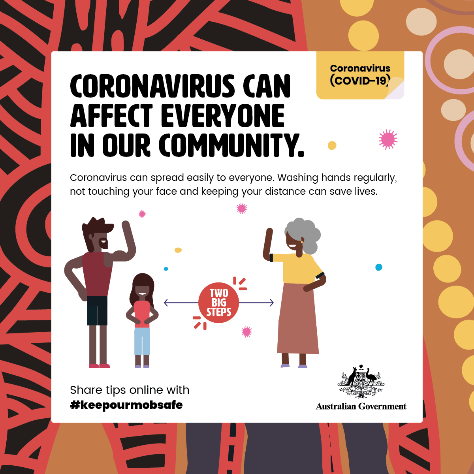 Coronavirus
(COVID-19)
CORONAVIRUS CAN
AFFECT EVERYONE
IN OUR COMMUNITY.
Coronavirus can spread easily to everyone. Washing hands regularly,
not touching your face and keeping your distance can save lives.
TWO
BIG
STEPS
Share tips online with
#keepourmobsafe
Australian Government